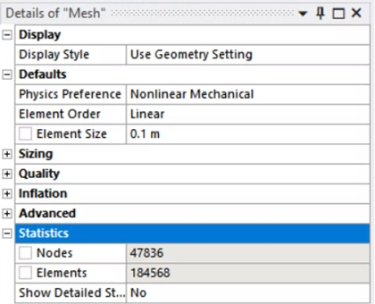 Details of "Mesh"
Display
Display Style Use Geometry Setting
Defaults
Physics Preference Nonlinear Mechanical
Element Order Linear
Element Size 0.1 m
Sizing
Quality
Inflation
Advanced
Statistics
Nodes 47836
Elements 184568
Show Detailed St... No